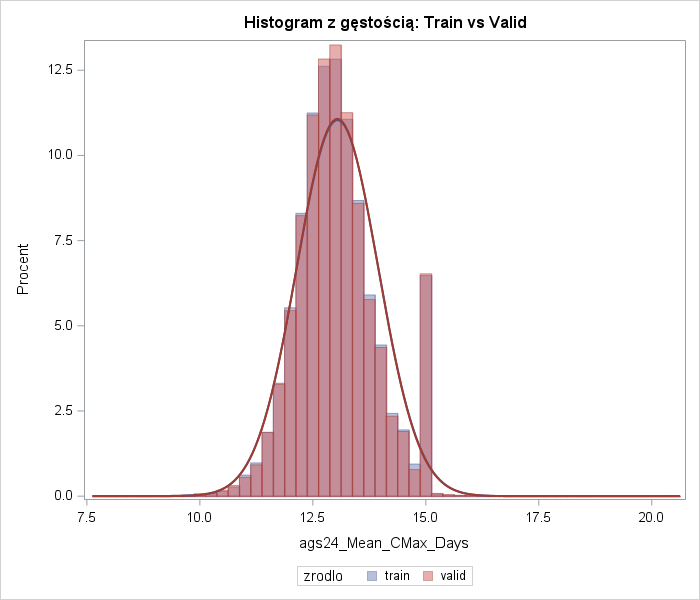 Histogram z gęstością: Train vs Valid
Procent
12.5
10.0
7.5
5.0
2.5
0.0
7.5 10.0 12.5 15.0 17.5 20.0
ags24_Mean_CMax_Days
zrodlo train valid